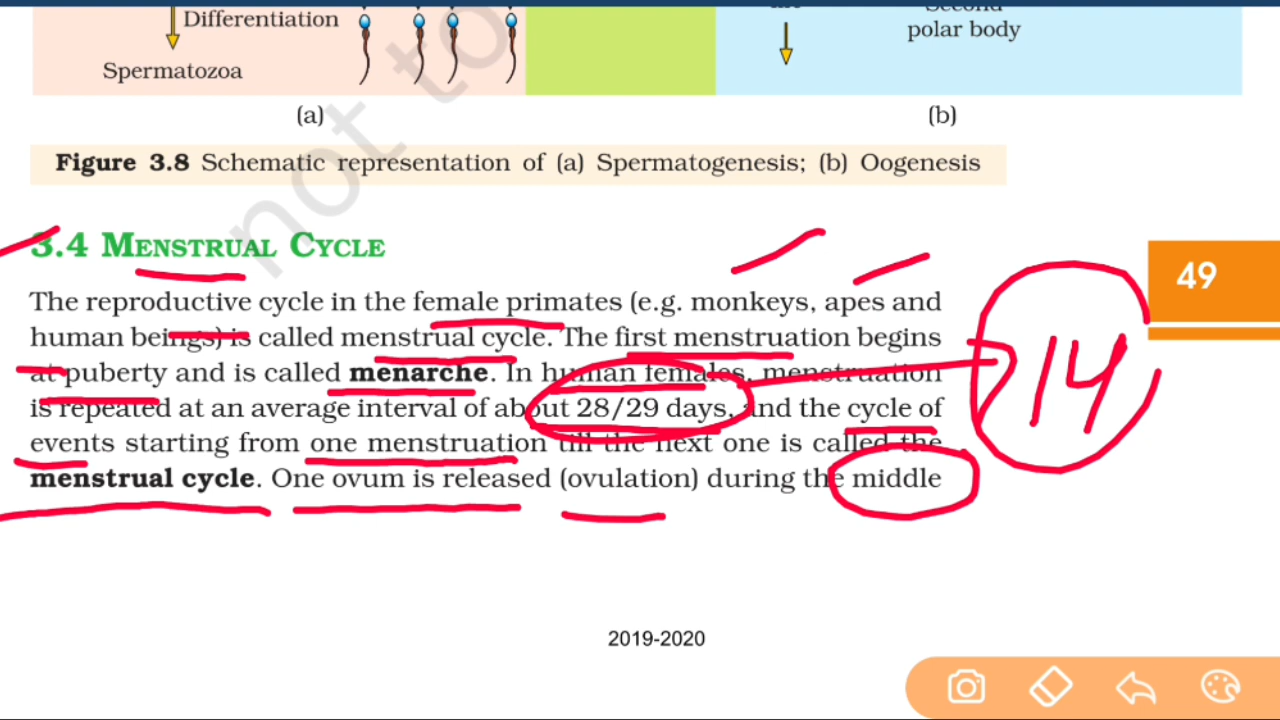 Differentiation
Second
polar body
Spermatozoa
(a)
(b)
Figure 3.8 Schematic representation of (a) Spermatogenesis; (b) Oogenesis
not to
3.4 MENSTRUAL CYCLE
49
The reproductive cycle in the female primates (e.g. monkeys, apes and
human beings) is called menstrual cycle. The first menstruation begins
at puberty and is called menarche. In human females, menstruation
is repeated at an average interval of about 28/29 days, and the cycle of
events starting from one menstruation till the next one is called the
menstrual cycle. One ovum is released (ovulation) during the middle
14
2019-2020